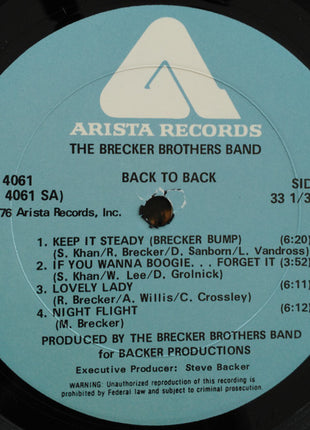 ARISTA RECORDS
THE BRECKER BROTHERS BAND
BACK TO BACK
4061
4061 SA)
SID
33 1/3
76 Arista Records, Inc.
1. KEEP IT STEADY (BRECKER BUMP) (6:20)
(S. Khan/R. Brecker/D. Sanborn/L. Vandross)
2. IF YOU WANNA BOOGIE... FORGET IT (3:52)
(S. Khan/W. Lee/D. Grolnick)
3. LOVELY LADY (6:11)
(R. Brecker/A. Willis/C. Crossley)
4. NIGHT FLIGHT (6:12)
(M. Brecker)
PRODUCED BY THE BRECKER BROTHERS BAND
for BACKER PRODUCTIONS
Executive Producer: Steve Backer
WARNING: Unauthorized reproduction of this recording is
prohibited by Federal law and subject to criminal prosecution.